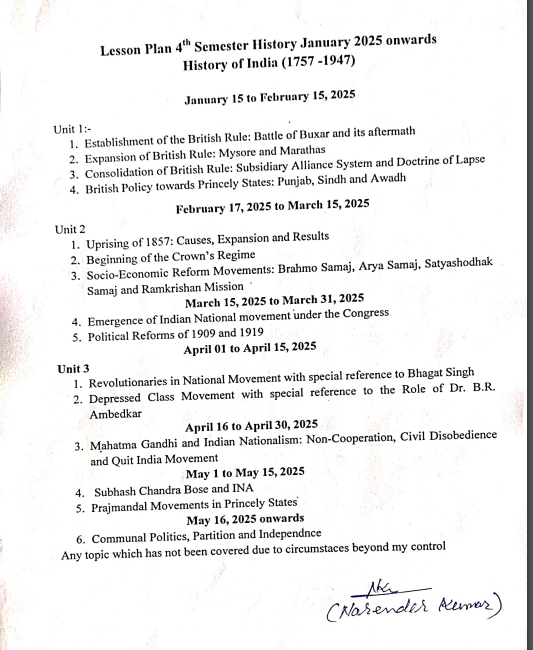 Lesson Plan 4th Semester History January 2025 onwards
History of India (1757 -1947)
January 15 to February 15, 2025
Unit 1:-
1. Establishment of the British Rule: Battle of Buxar and its aftermath
2. Expansion of British Rule: Mysore and Marathas
3. Consolidation of British Rule: Subsidiary Alliance System and Doctrine of Lapse
4. British Policy towards Princely States: Punjab, Sindh and Awadh
February 17, 2025 to March 15, 2025
Unit 2
1. Uprising of 1857: Causes, Expansion and Results
2. Beginning of the Crown's Regime
3. Socio-Economic Reform Movements: Brahmo Samaj, Arya Samaj, Satyashodhak
Samaj and Ramkrishan Mission
March 15, 2025 to March 31, 2025
4. Emergence of Indian National movement under the Congress
5. Political Reforms of 1909 and 1919
April 01 to April 15, 2025
Unit 3
1. Revolutionaries in National Movement with special reference to Bhagat Singh
2. Depressed Class Movement with special reference to the Role of Dr. B.R.
Ambedkar
April 16 to April 30, 2025
3. Mahatma Gandhi and Indian Nationalism: Non-Cooperation, Civil Disobedience
and Quit India Movement
May 1 to May 15, 2025
4. Subhash Chandra Bose and INA
5. Prajmandal Movements in Princely States
May 16, 2025 onwards
6. Communal Politics, Partition and Independnce
Any topic which has not been covered due to circumstaces beyond my control
(Narender Kumar)